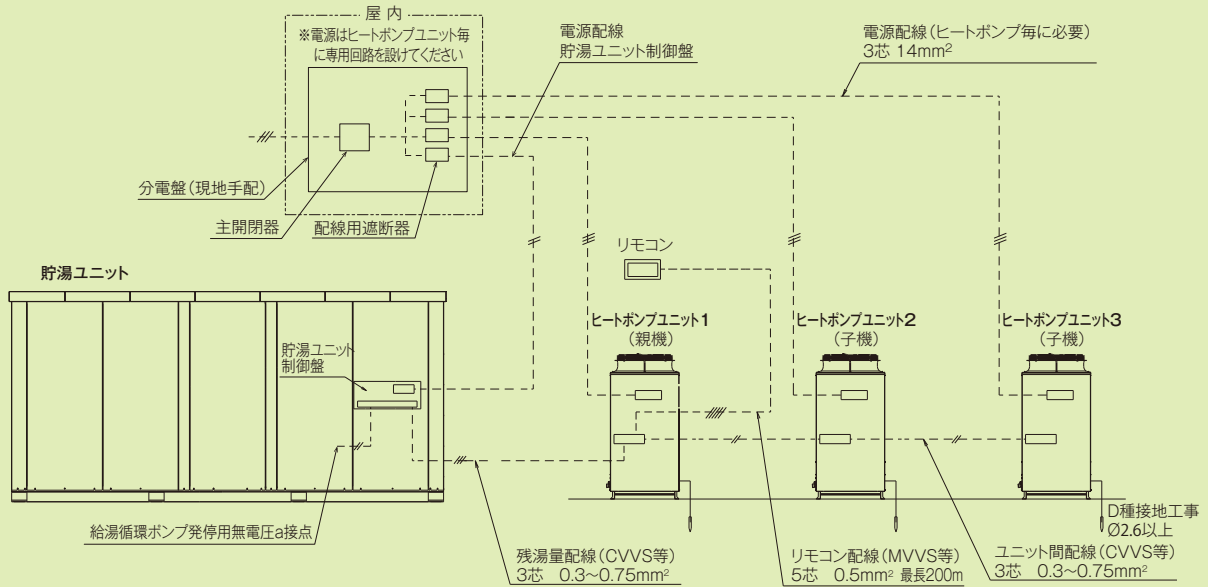 屋内
※電源はヒートポンプユニット毎
に専用回路を設けてください
電源配線
貯湯ユニット制御盤
電源配線(ヒートポンプ毎に必要)
3芯 14mm²
分電盤(現地手配)
主開閉器
配線用遮断器
リモコン
貯湯ユニット
貯湯ユニット
制御盤
ヒートポンプユニット1
(親機)
ヒートポンプユニット2
(子機)
ヒートポンプユニット3
(子機)
給湯循環ポンプ発停用無電圧a接点
残湯量配線(CVVS等)
3芯 0.3~0.75mm²
リモコン配線(MVVS等)
5芯 0.5mm² 最長200m
D種接地工事
Ø2.6以上
ユニット間配線(CVVS等)
3芯 0.3~0.75mm²